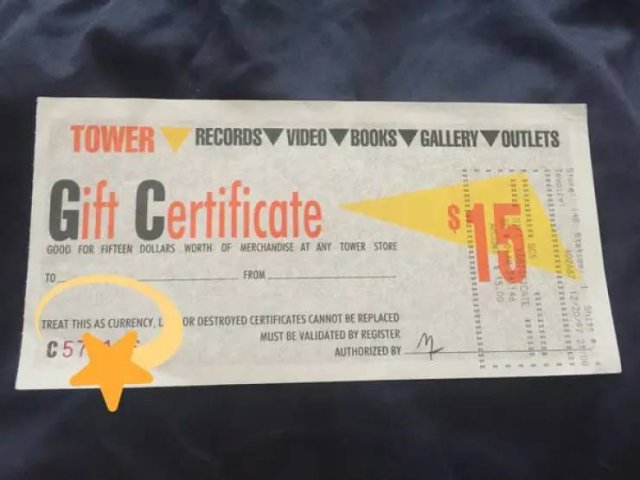 TOWER RECORDS VIDEO BOOKS GALLERY OUTLETS
Gift Certificate
$15
GOOD FOR FIFTEEN DOLLARS WORTH OF MERCHANDISE AT ANY TOWER STORE
TO FROM
TREAT THIS AS CURRENCY, OR DESTROYED CERTIFICATES CANNOT BE REPLACED
MUST BE VALIDATED BY REGISTER
C57
AUTHORIZED BY